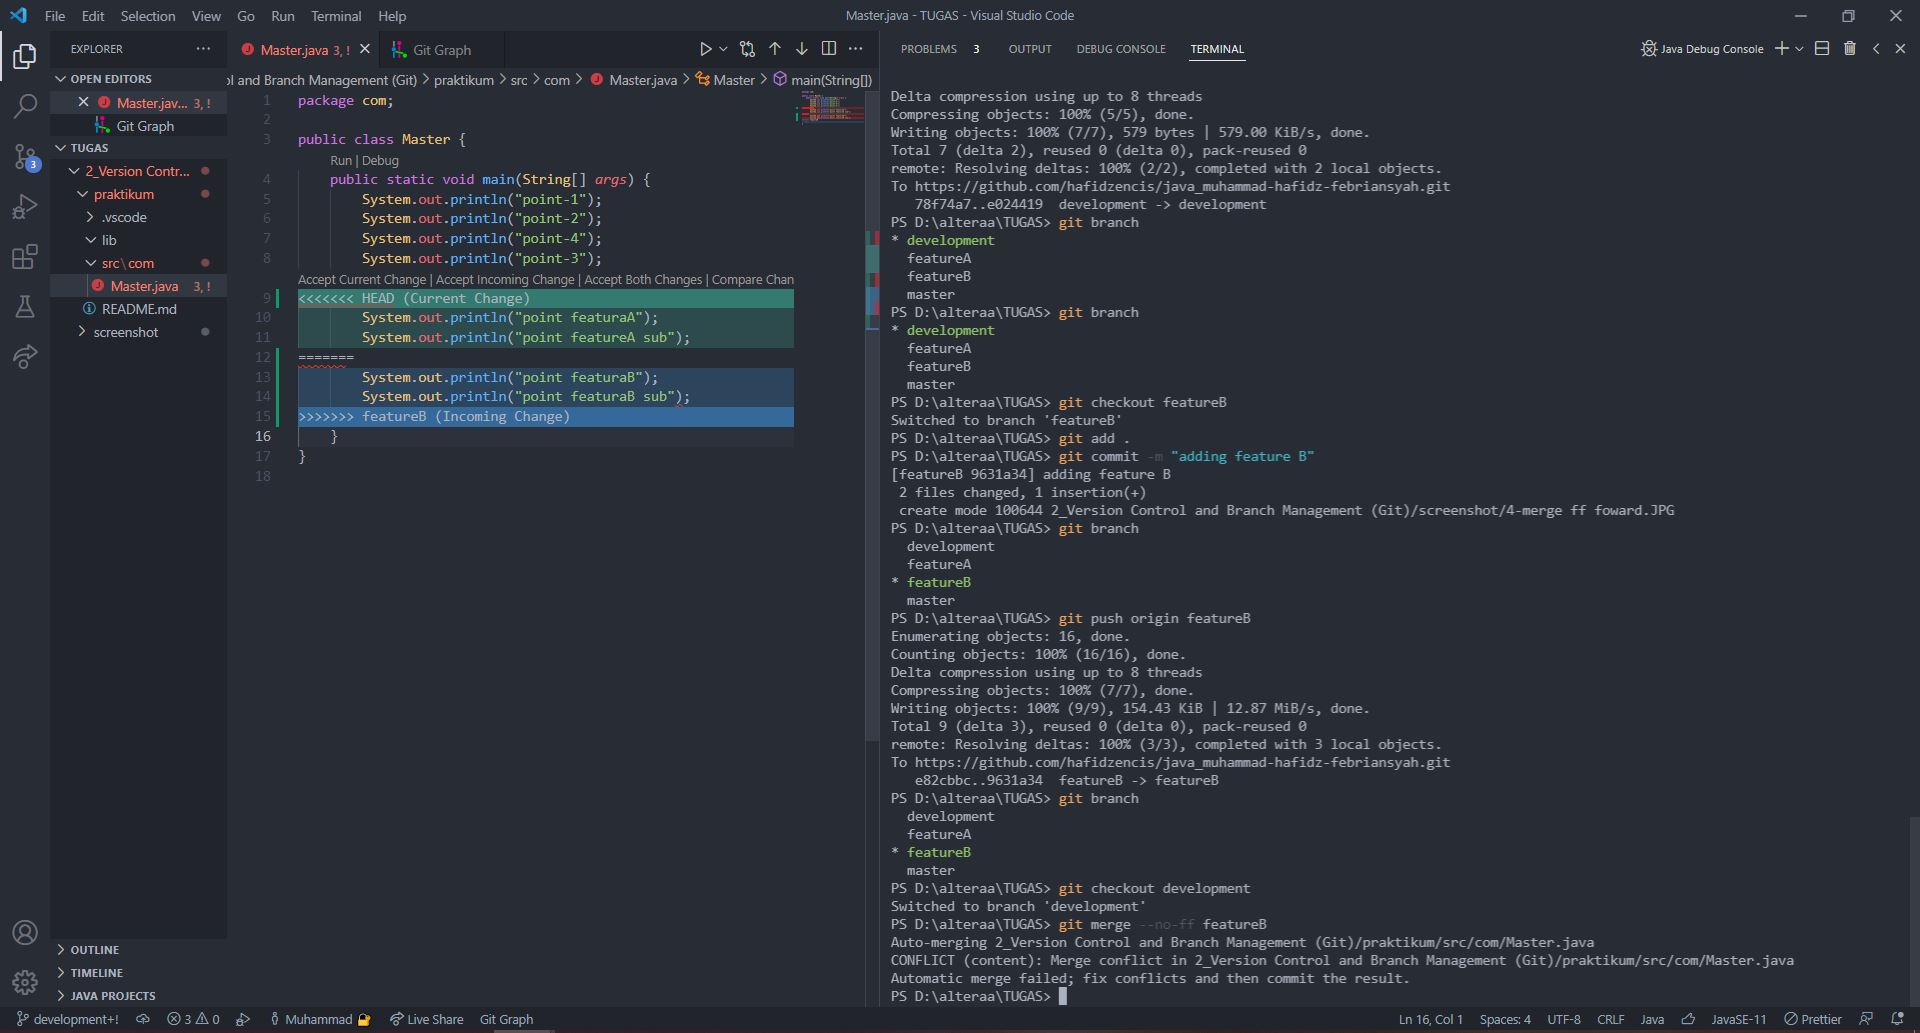 File Edit Selection View Go Run Terminal Help
Master.java - TUGAS - Visual Studio Code
EXPLORER
OPEN EDITORS
Master.jav... 3, !
Git Graph
TUGAS
2_Version Contr...
praktikum
.vscode
lib
src\com
Master.java 3, !
README.md
screenshot
3
OUTLINE
TIMELINE
JAVA PROJECTS
Master.java 3, ! Git Graph
ol and Branch Management (Git) > praktikum > src > com > Master.java > Master > main(String[])
1 package com;
2
3 public class Master {
Run | Debug
4 public static void main(String[] args) {
5 System.out.println("point-1");
6 System.out.println("point-2");
7 System.out.println("point-4");
8 System.out.println("point-3");
Accept Current Change | Accept Incoming Change | Accept Both Changes | Compare Chan
9 <<<<<<< HEAD (Current Change)
10 System.out.println("point featuraA");
11 System.out.println("point featureA sub");
12 =======
13 System.out.println("point featuraB");
14 System.out.println("point featuraB sub");
15 >>>>>>> featureB (Incoming Change)
16 }
17 }
18
PROBLEMS 3 OUTPUT DEBUG CONSOLE TERMINAL
Java Debug Console
Delta compression using up to 8 threads
Compressing objects: 100% (5/5), done.
Writing objects: 100% (7/7), 579 bytes | 579.00 KiB/s, done.
Total 7 (delta 2), reused 0 (delta 0), pack-reused 0
remote: Resolving deltas: 100% (2/2), completed with 2 local objects.
To https://github.com/hafidzencis/java_muhammad-hafidz-febriansyah.git
78f74a7..e024419 development -> development
PS D:\alteraa\TUGAS> git branch
* development
featureA
featureB
master
PS D:\alteraa\TUGAS> git branch
* development
featureA
featureB
master
PS D:\alteraa\TUGAS> git checkout featureB
Switched to branch 'featureB'
PS D:\alteraa\TUGAS> git add .
PS D:\alteraa\TUGAS> git commit -m "adding feature B"
[featureB 9631a34] adding feature B
2 files changed, 1 insertion(+)
create mode 100644 2_Version Control and Branch Management (Git)/screenshot/4-merge ff foward.JPG
PS D:\alteraa\TUGAS> git branch
development
featureA
* featureB
master
PS D:\alteraa\TUGAS> git push origin featureB
Enumerating objects: 16, done.
Counting objects: 100% (16/16), done.
Delta compression using up to 8 threads
Compressing objects: 100% (7/7), done.
Writing objects: 100% (9/9), 154.43 KiB | 12.87 MiB/s, done.
Total 9 (delta 3), reused 0 (delta 0), pack-reused 0
remote: Resolving deltas: 100% (3/3), completed with 3 local objects.
To https://github.com/hafidzencis/java_muhammad-hafidz-febriansyah.git
e82cbbc..9631a34 featureB -> featureB
PS D:\alteraa\TUGAS> git branch
development
featureA
* featureB
master
PS D:\alteraa\TUGAS> git checkout development
Switched to branch 'development'
PS D:\alteraa\TUGAS> git merge --no-ff featureB
Auto-merging 2_Version Control and Branch Management (Git)/praktikum/src/com/Master.java
CONFLICT (content): Merge conflict in 2_Version Control and Branch Management (Git)/praktikum/src/com/Master.java
Automatic merge failed; fix conflicts and then commit the result.
PS D:\alteraa\TUGAS>
development+! 3 0 Muhammad Live Share Git Graph
Ln 16, Col 1 Spaces: 4 UTF-8 CRLF Java JavaSE-11 Prettier